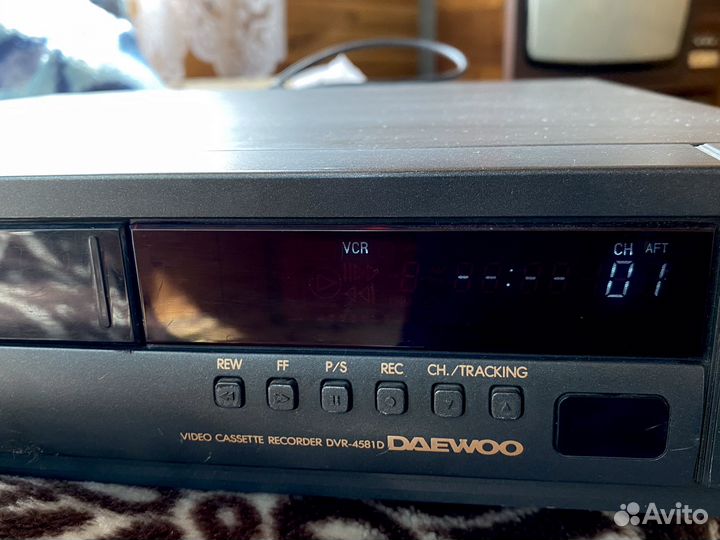 VCR
CH AFT
--:-- 01
REW FF P/S REC CH./TRACKING
VIDEO CASSETTE RECORDER DVR-4581D DAEWOO
Avito